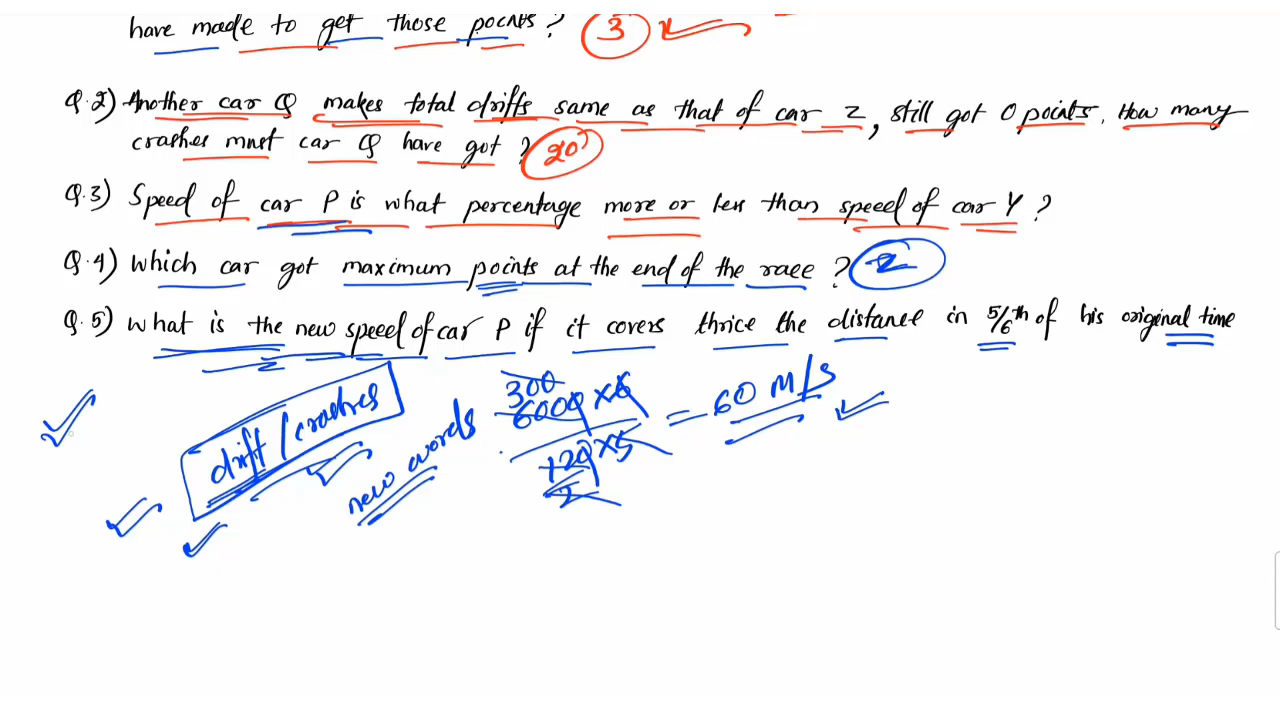 have made to get those points? 3
Q.2) Another car Q makes total drifts same as that of car Z, still got 0 points. How many
crashes must car Q have got? 20
Q.3) Speed of car P is what percentage more or less than speed of car Y?
Q.4) Which car got maximum points at the end of the race? Z
Q.5) What is the new speed of car P if it covers thrice the distance in 5/6th of his original time
drift/crashes
new words
300
6000 × 6
= 60 m/s
120 × 5
2